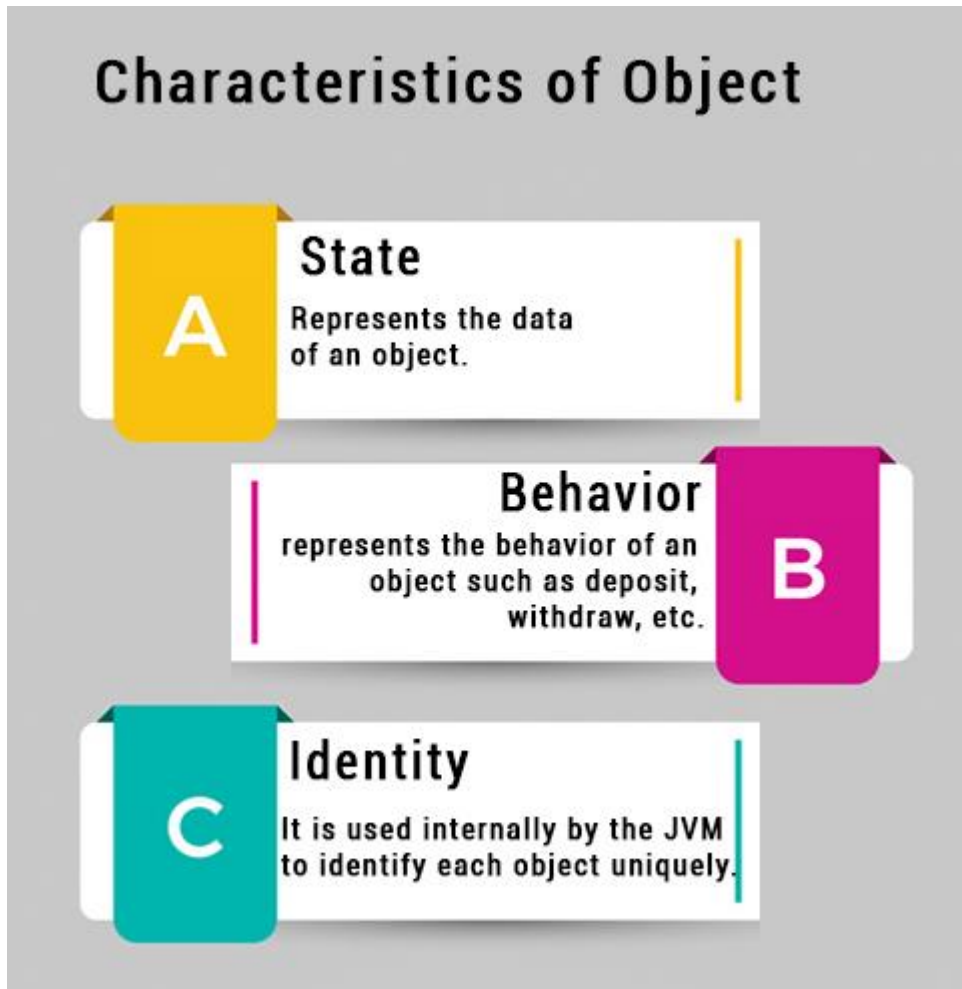 Characteristics of Object
A
State
Represents the data
of an object.
Behavior
represents the behavior of an
object such as deposit,
withdraw, etc.
B
C
Identity
It is used internally by the JVM
to identify each object uniquely.